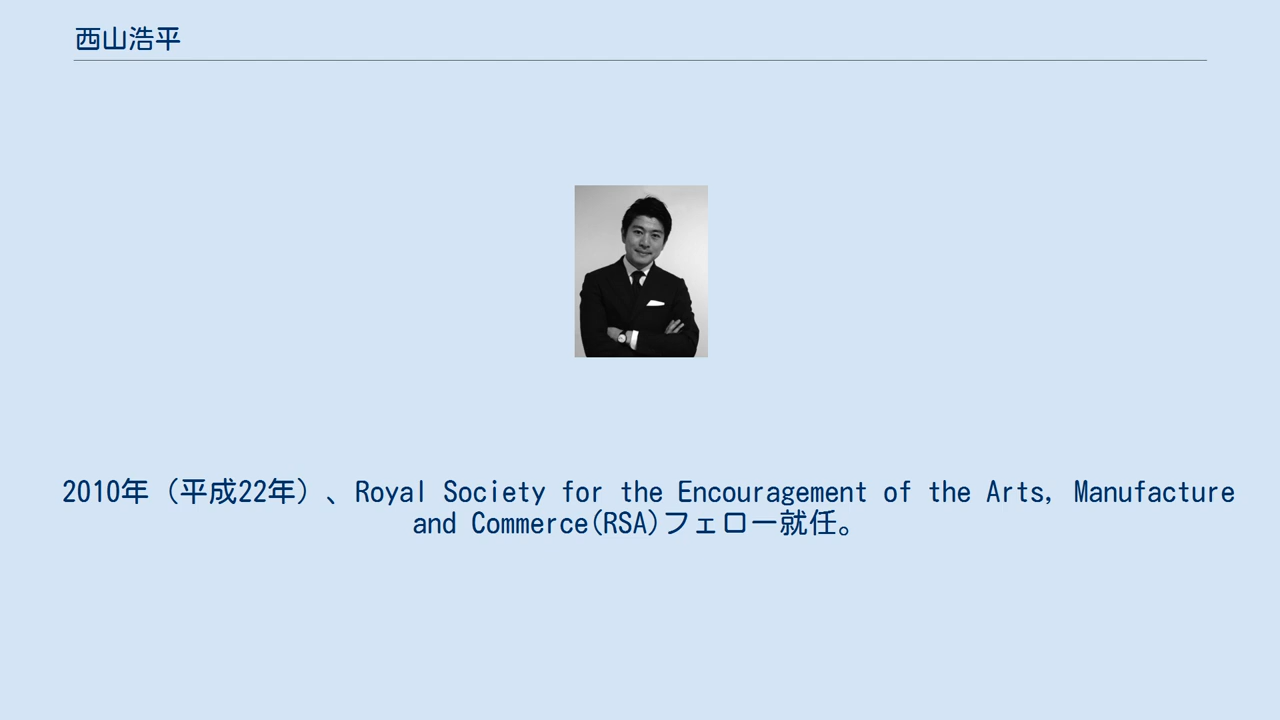 西山浩平
2010年（平成22年）、Royal Society for the Encouragement of the Arts, Manufacture
and Commerce(RSA)フェロー就任。